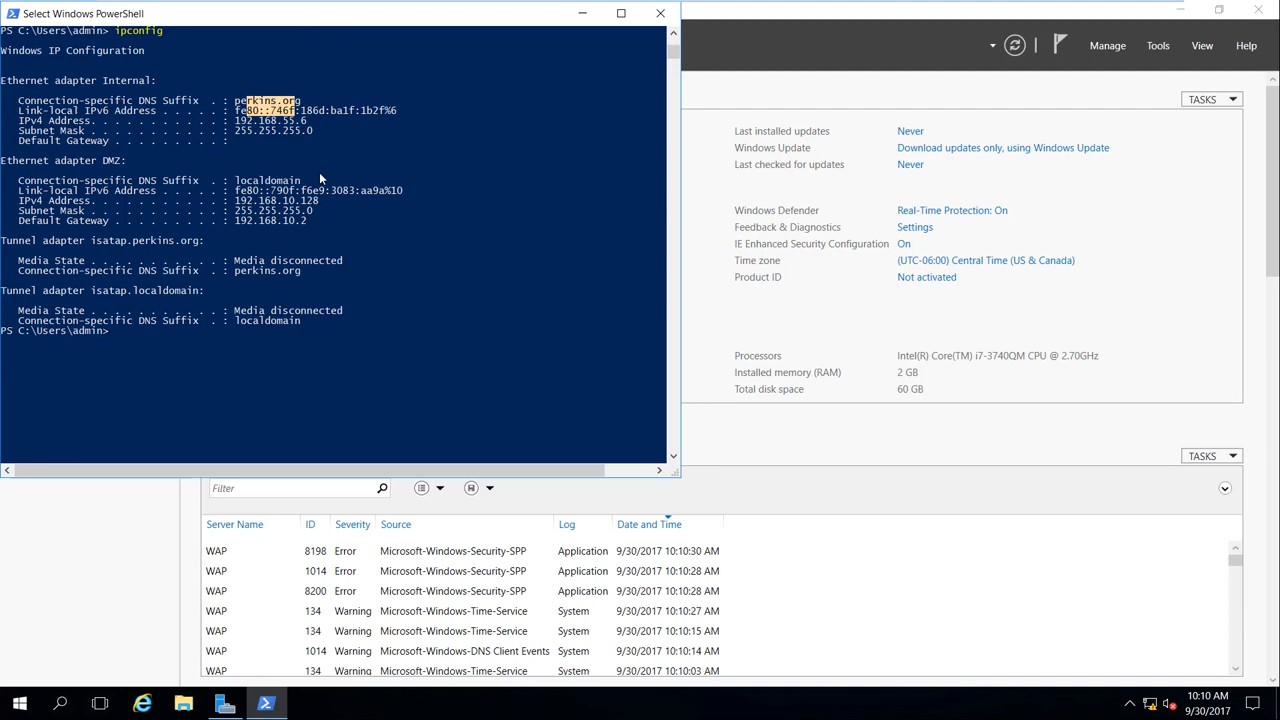 Select Windows PowerShell
PS C:\Users\admin> ipconfig
Windows IP Configuration
Ethernet adapter Internal:
Connection-specific DNS Suffix . : perkins.org
Link-local IPv6 Address . . . . . : fe80::746f:186d:ba1f:1b2f%6
IPv4 Address. . . . . . . . . . . : 192.168.55.6
Subnet Mask . . . . . . . . . . . : 255.255.255.0
Default Gateway . . . . . . . . . :
Ethernet adapter DMZ:
Connection-specific DNS Suffix . : localdomain
Link-local IPv6 Address . . . . . : fe80::790f:f6e9:3083:aa9a%10
IPv4 Address. . . . . . . . . . . : 192.168.10.128
Subnet Mask . . . . . . . . . . . : 255.255.255.0
Default Gateway . . . . . . . . . : 192.168.10.2
Tunnel adapter isatap.perkins.org:
Media State . . . . . . . . . . . : Media disconnected
Connection-specific DNS Suffix . : perkins.org
Tunnel adapter isatap.localdomain:
Media State . . . . . . . . . . . : Media disconnected
Connection-specific DNS Suffix . : localdomain
PS C:\Users\admin>
Manage Tools View Help
TASKS
Last installed updates Never
Windows Update Download updates only, using Windows Update
Last checked for updates Never
Windows Defender Real-Time Protection: On
Feedback & Diagnostics Settings
IE Enhanced Security Configuration On
Time zone (UTC-06:00) Central Time (US & Canada)
Product ID Not activated
Processors Intel(R) Core(TM) i7-3740QM CPU @ 2.70GHz
Installed memory (RAM) 2 GB
Total disk space 60 GB
TASKS
Filter
Server Name ID Severity Source Log Date and Time
WAP 8198 Error Microsoft-Windows-Security-SPP Application 9/30/2017 10:10:30 AM
WAP 1014 Error Microsoft-Windows-Security-SPP Application 9/30/2017 10:10:28 AM
WAP 8200 Error Microsoft-Windows-Security-SPP Application 9/30/2017 10:10:28 AM
WAP 134 Warning Microsoft-Windows-Time-Service System 9/30/2017 10:10:27 AM
WAP 134 Warning Microsoft-Windows-Time-Service System 9/30/2017 10:10:15 AM
WAP 1014 Warning Microsoft-Windows-DNS Client Events System 9/30/2017 10:10:14 AM
WAP 134 Warning Microsoft-Windows-Time-Service System 9/30/2017 10:10:03 AM
10:10 AM
9/30/2017